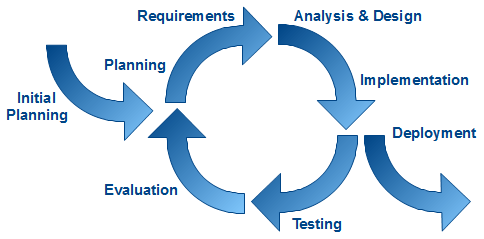 Requirements
Analysis & Design
Planning
Implementation
Initial
Planning
Deployment
Evaluation
Testing